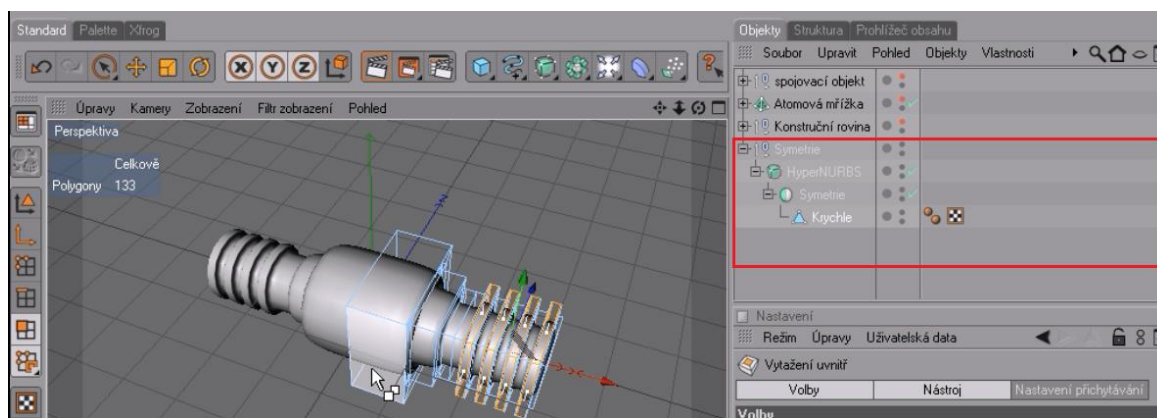 Standard Palette Xfrog
Úpravy Kamery Zobrazení Filtr zobrazení Pohled
Perspektiva
Celkově
Polygony 133
Objekty Struktura Prohlížeč obsahu
Soubor Upravit Pohled Objekty Vlastnosti
spojovací objekt
Atomová mřížka
Konstruční rovina
Symetrie
HyperNURBS
Symetrie
Krychle
Nastavení
Režim Úpravy Uživatelská data
Vytažení uvnitř
Volby Nástroj Nastavení přichytávání
Volby